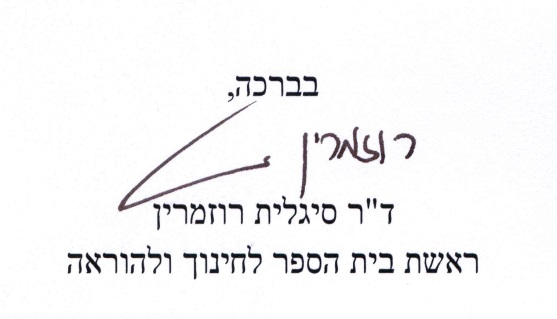 בברכה,
רוזמרין
ד"ר סיגלית רוזמרין
ראשת בית הספר לחינוך ולהוראה